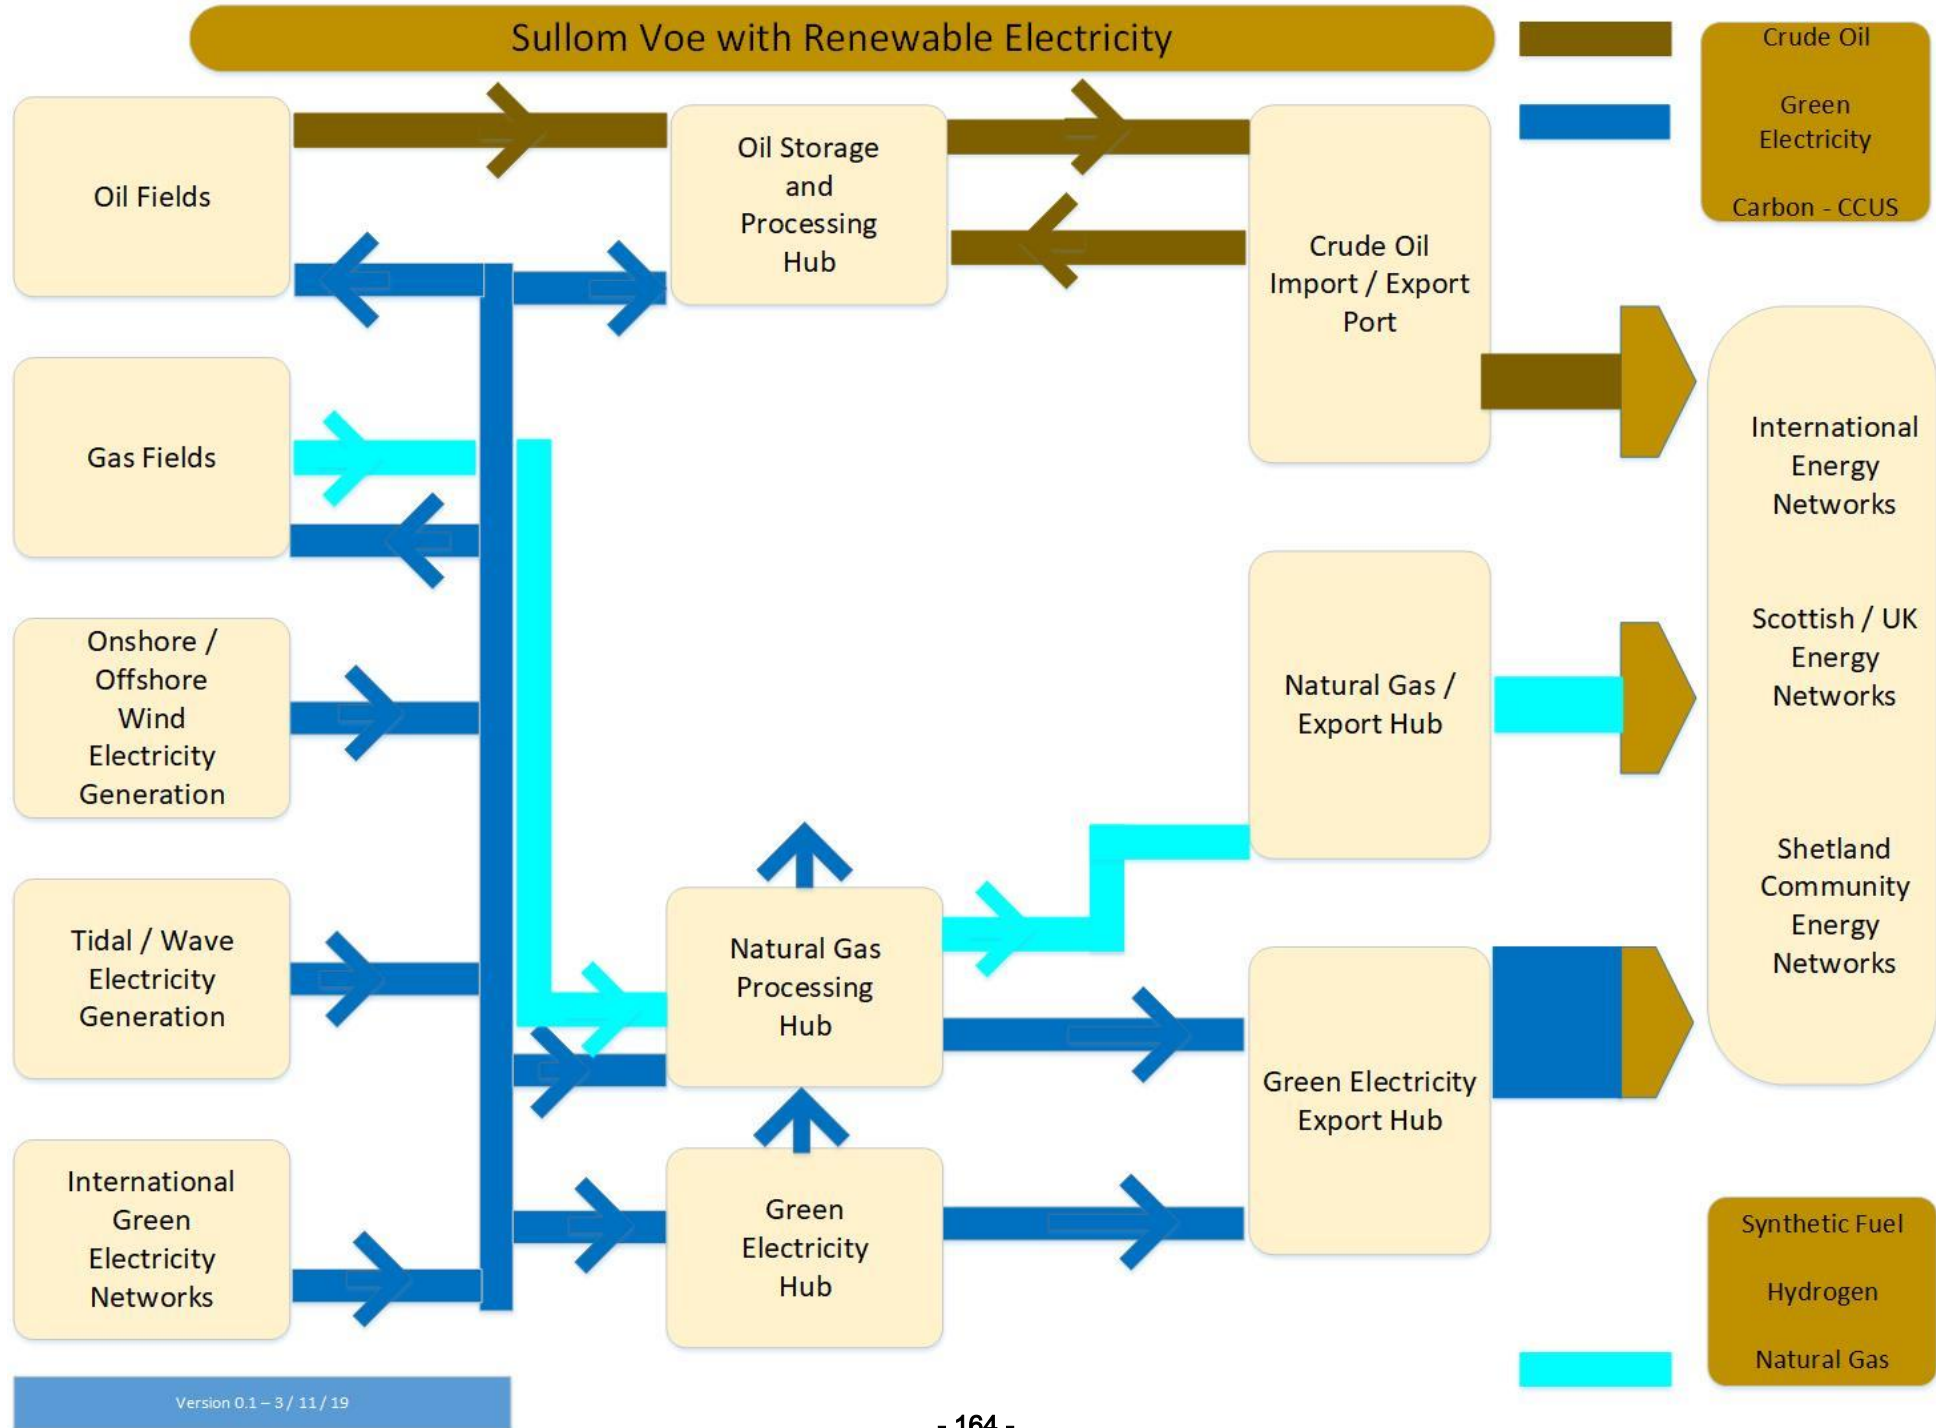 Sullom Voe with Renewable Electricity
Crude Oil
Green
Electricity
Carbon - CCUS
Oil Fields
Oil Storage
and
Processing
Hub
Crude Oil
Import / Export
Port
Gas Fields
International
Energy
Networks
Scottish / UK
Energy
Networks
Shetland
Community
Energy
Networks
Onshore /
Offshore
Wind
Electricity
Generation
Natural Gas /
Export Hub
Tidal / Wave
Electricity
Generation
Natural Gas
Processing
Hub
Green Electricity
Export Hub
International
Green
Electricity
Networks
Green
Electricity
Hub
Synthetic Fuel
Hydrogen
Natural Gas
Version 0.1 – 3 / 11 / 19
- 164 -